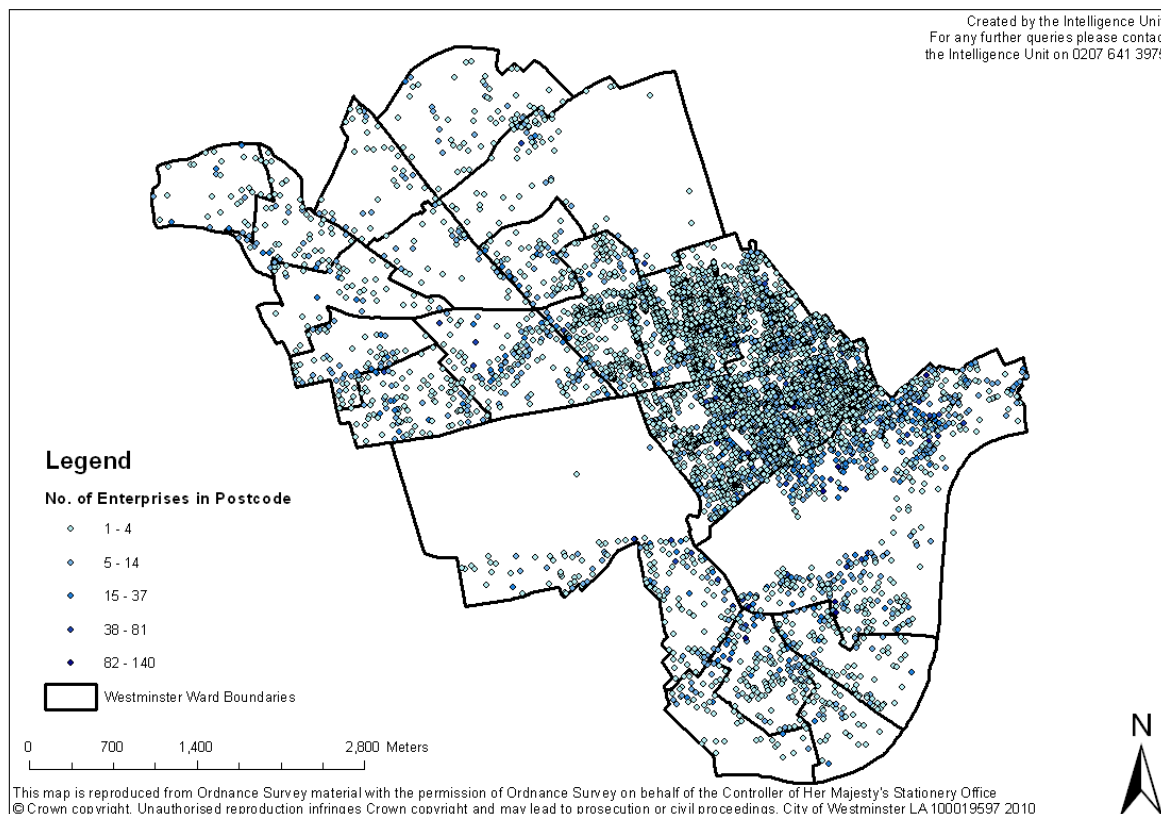 Created by the Intelligence Uni
For any further queries please contac
the Intelligence Unit on 0207 641 3975
Legend
No. of Enterprises in Postcode
1 - 4
5 - 14
15 - 37
38 - 81
82 - 140
Westminster Ward Boundaries
0 700 1,400 2,800 Meters
N
This map is reproduced from Ordnance Survey material with the permission of Ordnance Survey on behalf of the Controller of Her Majesty's Stationery Office
© Crown copyright. Unauthorised reproduction infringes Crown copyright and may lead to prosecution or civil proceedings. City of Westminster LA 100019597 2010